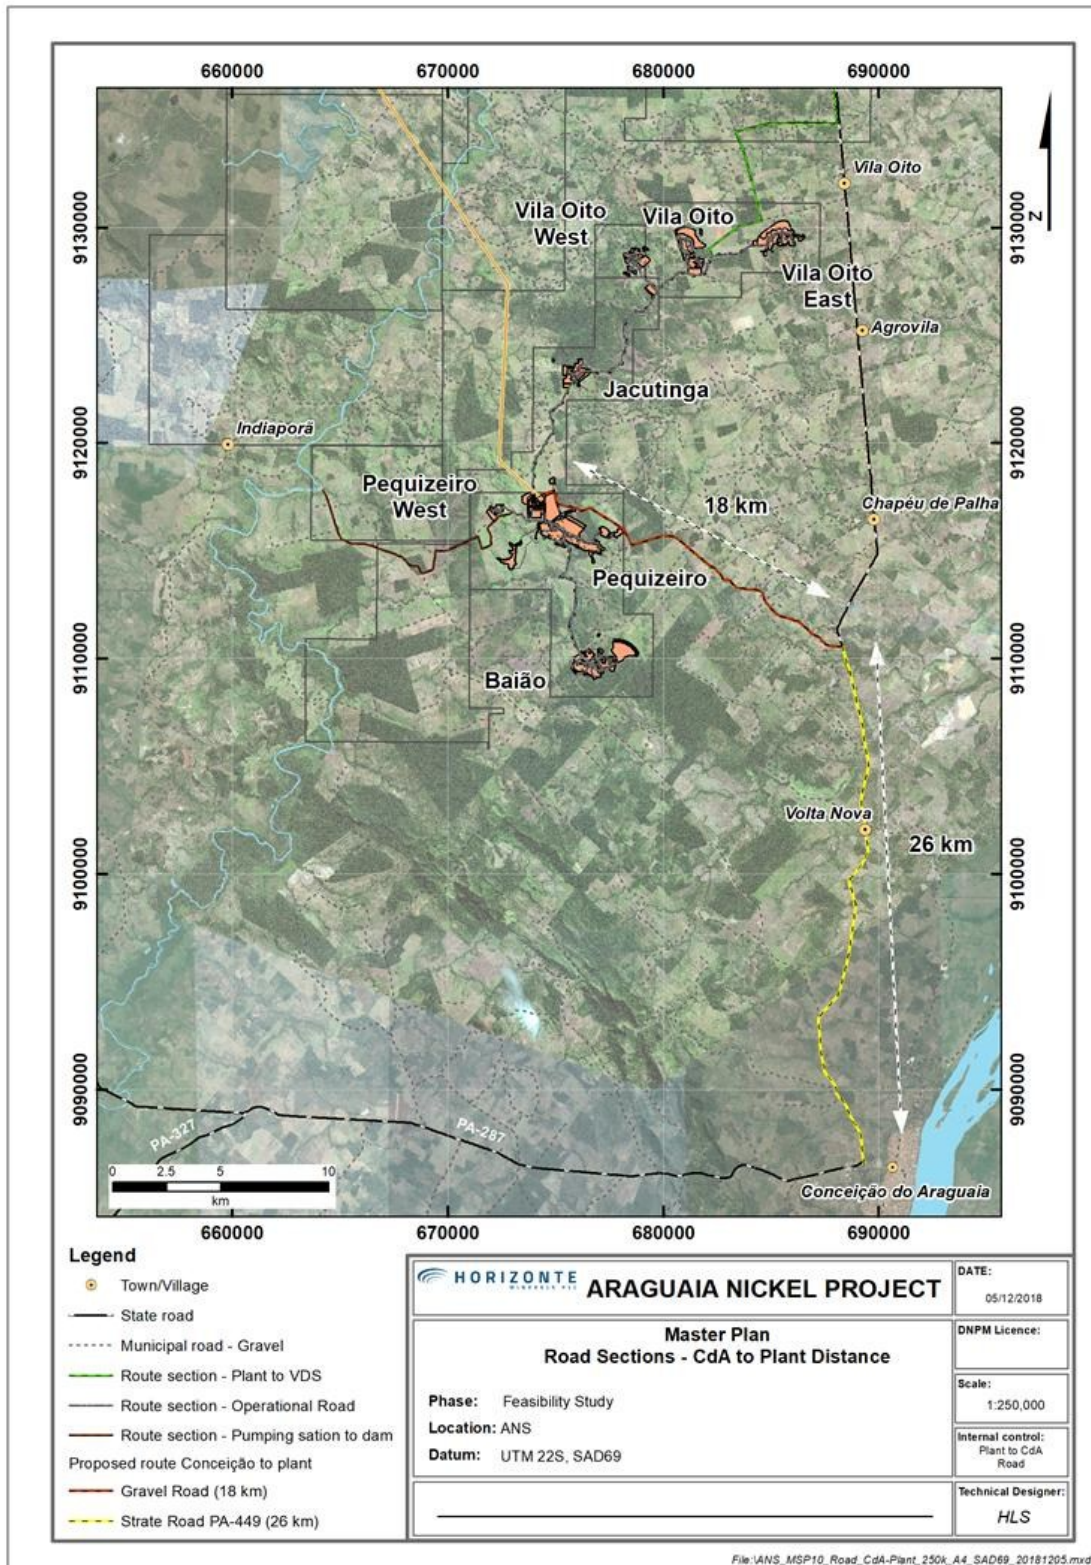 660000 670000 680000 690000
9130000
9120000
9110000
9100000
9090000
9130000
9120000
9110000
9100000
9090000
Z
Vila Oito
Vila Oito
West
Vila Oito
Vila Oito
East
Agrovila
Jacutinga
Indiaporã
Pequizeiro
West
18 km
Chapéu de Palha
Pequizeiro
Baião
Volta Nova
26 km
PA-327
PA-287
Conceição do Araguaia
0 2.5 5 10
km
660000 670000 680000 690000
Legend
Town/Village
State road
Municipal road - Gravel
Route section - Plant to VDS
Route section - Operational Road
Route section - Pumping sation to dam
Proposed route Conceição to plant
Gravel Road (18 km)
Strate Road PA-449 (26 km)
HORIZONTE
MINERALS PLC
ARAGUAIA NICKEL PROJECT
Master Plan
Road Sections - CdA to Plant Distance
Phase: Feasibility Study
Location: ANS
Datum: UTM 22S, SAD69
DATE:
05/12/2018
DNPM Licence:
Scale:
1:250,000
Internal control:
Plant to CdA
Road
Technical Designer:
HLS
File:\ANS_MSP10_Road_CdA-Plant_250k_A4_SAD69_20181205.mxd